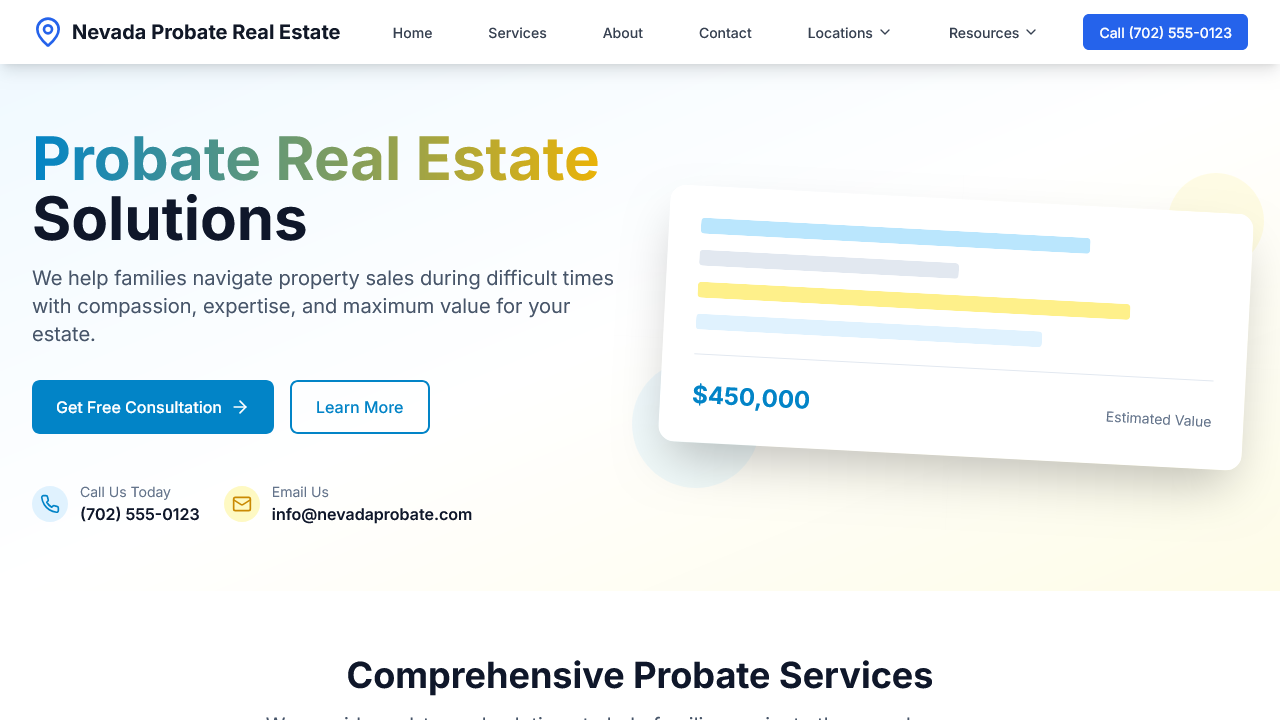 Nevada Probate Real Estate
Home
Services
About
Contact
Locations
Resources
Call (702) 555-0123
Probate Real Estate
Solutions
We help families navigate property sales during difficult times
with compassion, expertise, and maximum value for your
estate.
Get Free Consultation
Learn More
Call Us Today
(702) 555-0123
Email Us
info@nevadaprobate.com
$450,000
Estimated Value
Comprehensive Probate Services